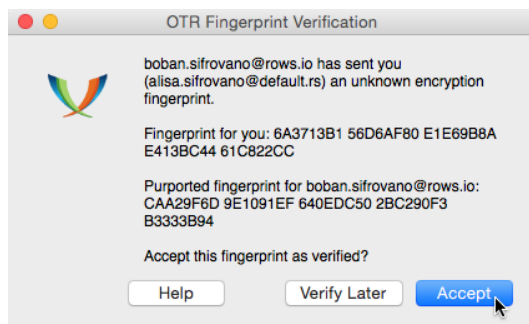 OTR Fingerprint Verification
boban.sifrovano@rows.io has sent you
(alisa.sifrovano@default.rs) an unknown encryption
fingerprint.
Fingerprint for you: 6A3713B1 56D6AF80 E1E69B8A
E413BC44 61C822CC
Purported fingerprint for boban.sifrovano@rows.io:
CAA29F6D 9E1091EF 640EDC50 2BC290F3
B3333B94
Accept this fingerprint as verified?
Help
Verify Later
Accept